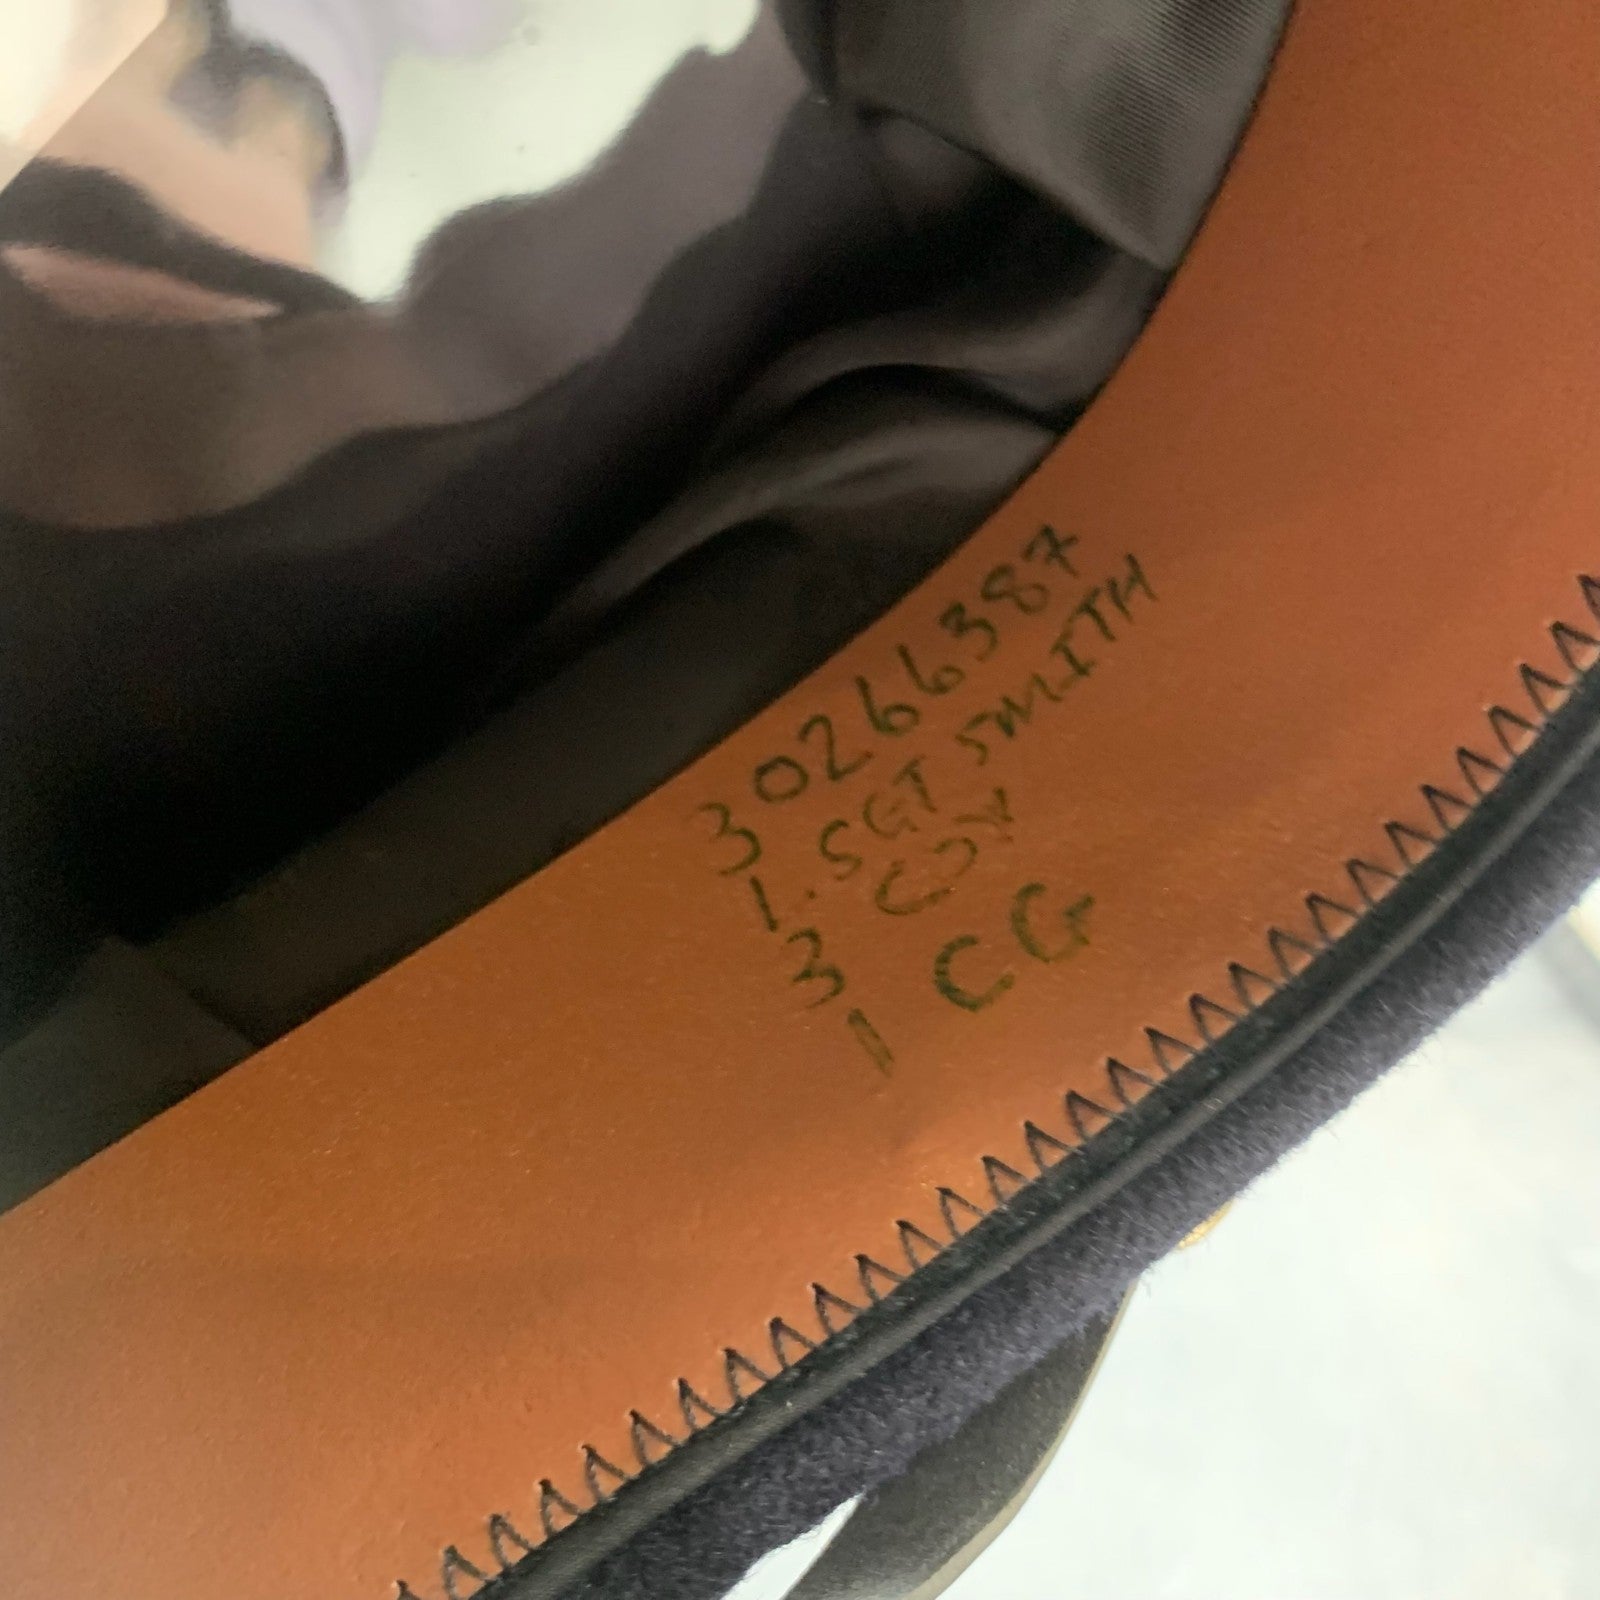 30266387
1. SGT SMITH
3 COY
1 CG